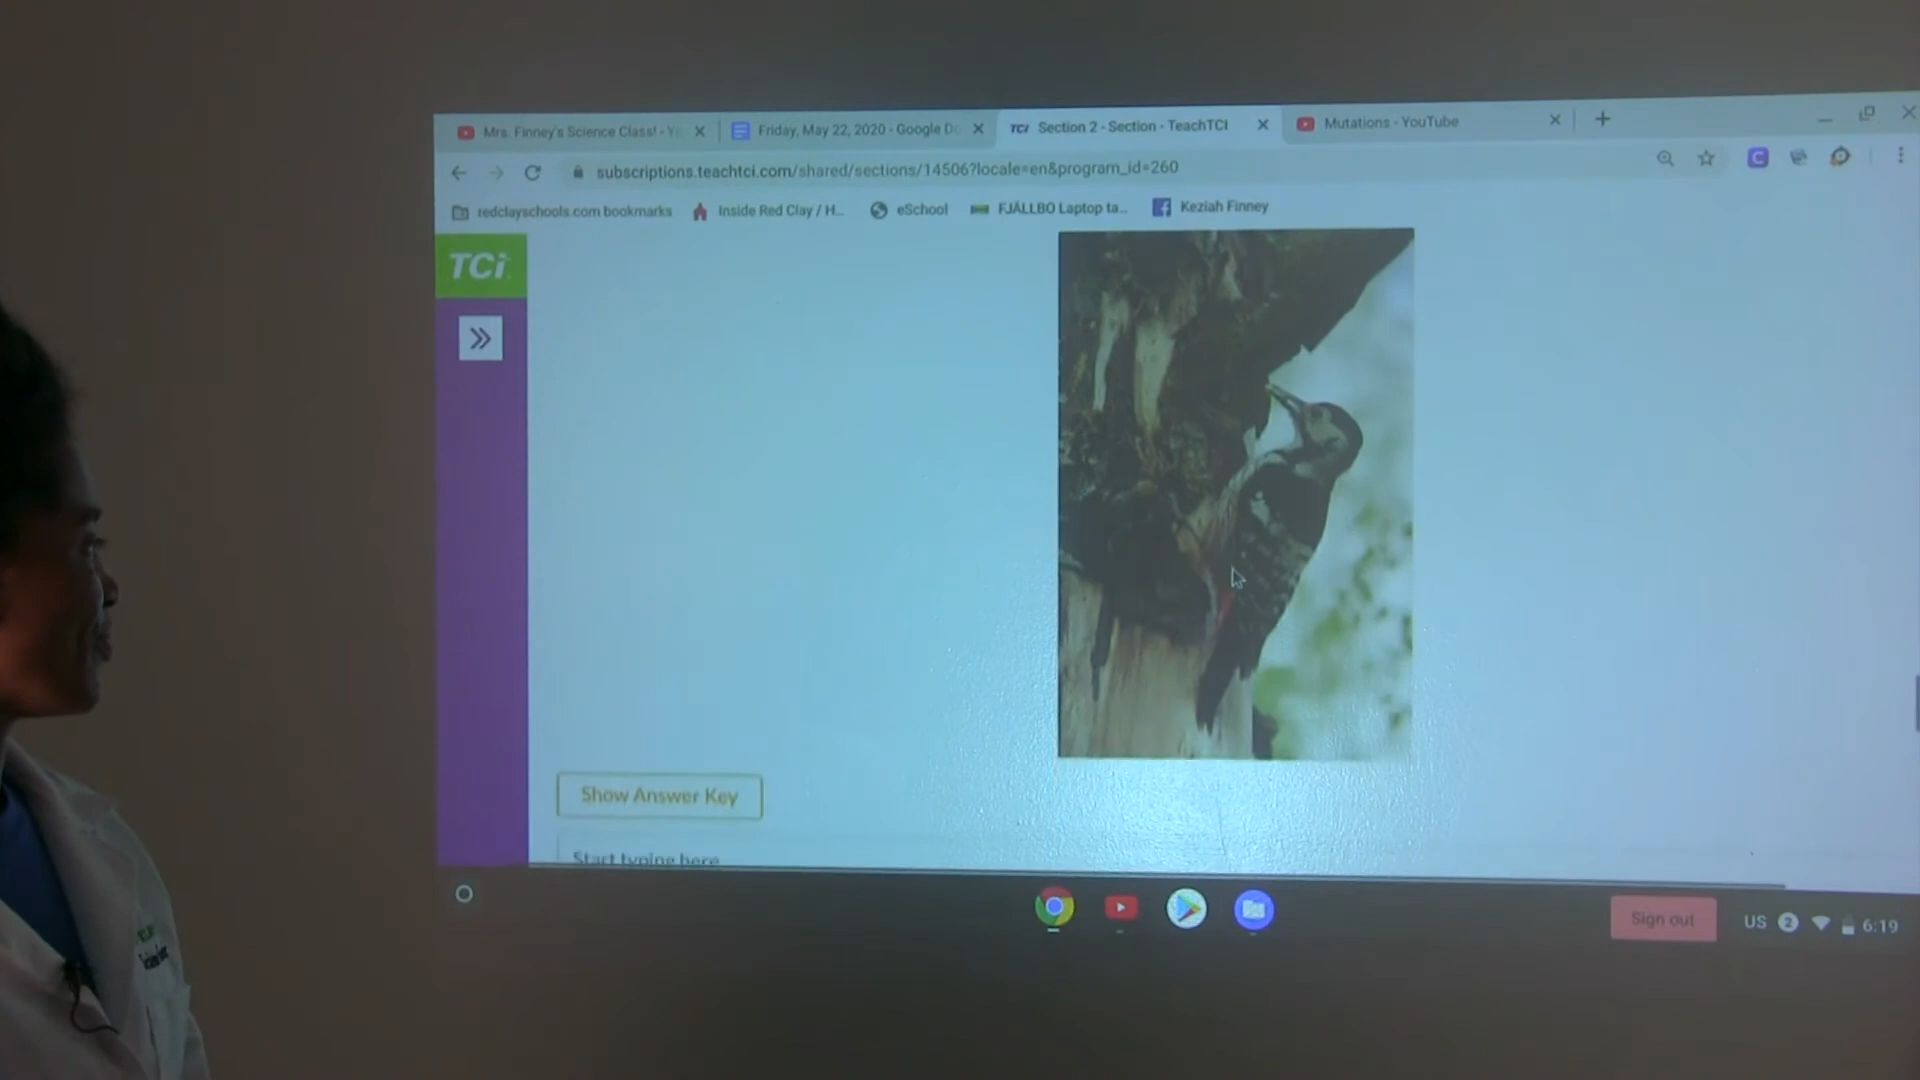 Mrs. Finney's Science Class! - Y
Friday, May 22, 2020 - Google D
TCi Section 2 - Section - TeachTCI
Mutations - YouTube
subscriptions.teachtci.com/shared/sections/14506?locale=en&program_id=260
redclayschools.com bookmarks
Inside Red Clay / H...
eSchool
FJÄLLBO Laptop ta...
Keziah Finney
TCi
Show Answer Key
Start typing here
Sign out
US 2 6:19